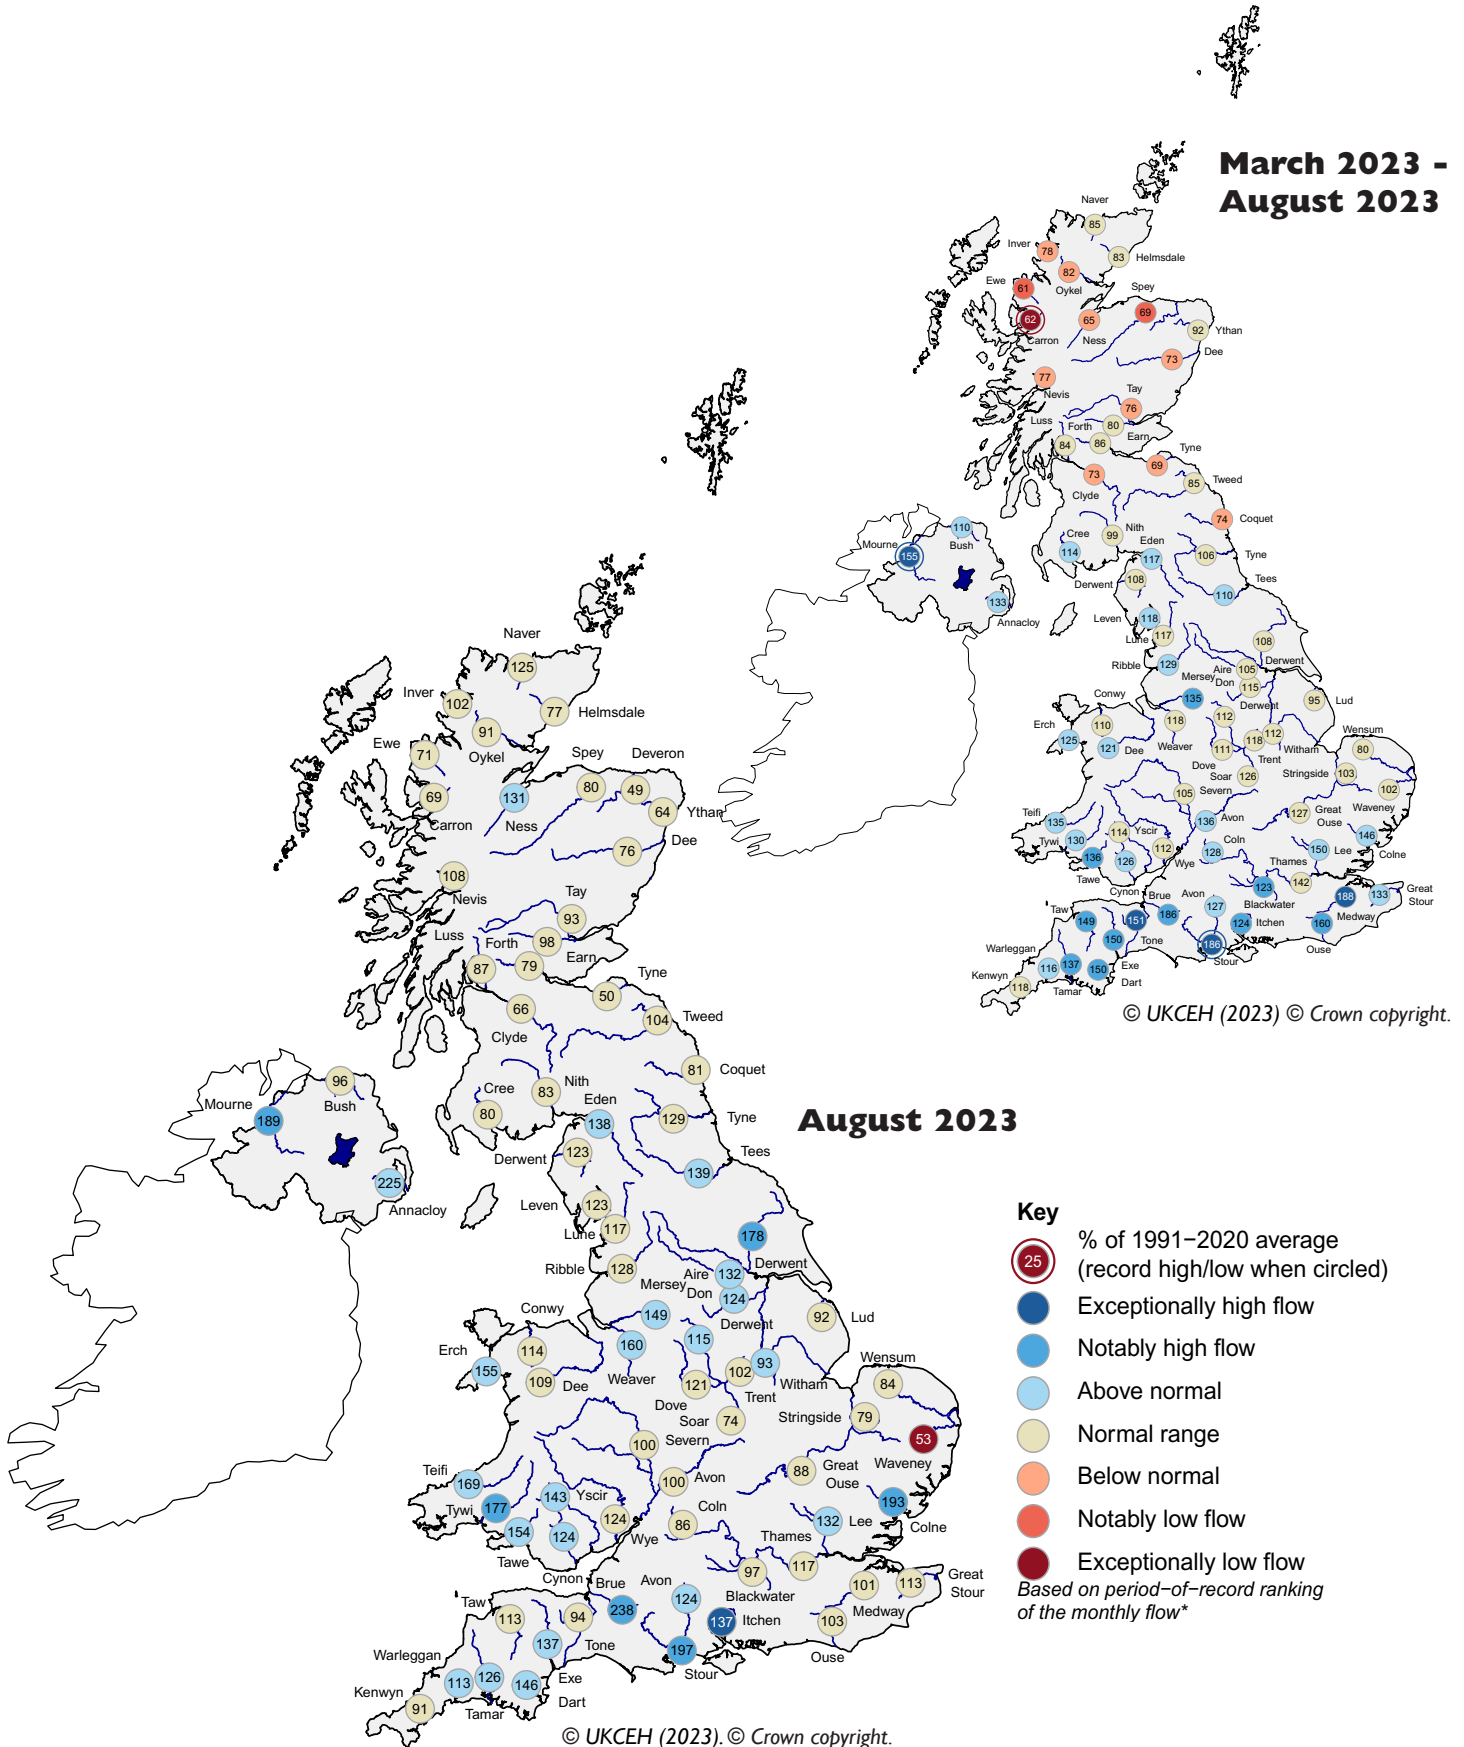 March 2023 -
August 2023
Naver
85
Inver
78
83
Helmsdale
82
Oykel
Ewe
61
Spey
62
65
69
Carron
Ness
92
Ythan
Dee
73
77
Nevis
Tay
76
Luss
Forth
80
Earn
84
86
Tyne
69
73
85
Tweed
Clyde
74
Coquet
Cree
99
Nith
114
Eden
117
106
Tyne
Mourne
155
110
Bush
133
Annacloy
Derwent
108
Tees
110
Leven
118
Lune
117
108
Derwent
Ribble
129
Aire
105
Mersey
Don
115
135
Derwent
95
Lud
Conwy
110
Erch
125
121
Dee
118
Weaver
112
118
112
Witham
Trent
111
Dove
Soar
126
Wensum
80
Stringside
103
102
Waveney
105
Severn
127
Great
Ouse
Teifi
135
Tywi
130
114
Yscir
136
Avon
136
Tawe
126
Cynon
112
Wye
128
Coln
150
Lee
146
Colne
Thames
142
123
Blackwater
188
Medway
133
Great
Stour
Brue
186
Avon
127
124
Itchen
160
Ouse
Taw
149
151
Tone
150
Exe
186
Stour
Warleggan
116
137
Tamar
150
Dart
Kenwyn
118
© UKCEH (2023) © Crown copyright.
August 2023
Naver
125
Inver
102
77
Helmsdale
91
Oykel
Ewe
71
69
Carron
131
Ness
Spey
80
Deveron
49
64
Ythan
Dee
76
108
Nevis
Tay
93
Luss
Forth
98
Earn
87
79
Tyne
50
66
Clyde
104
Tweed
81
Coquet
Cree
80
83
Nith
Eden
138
129
Tyne
Mourne
189
96
Bush
225
Annacloy
Derwent
123
Tees
139
Leven
123
Lune
117
178
Derwent
Ribble
128
Aire
132
Mersey
Don
124
149
Derwent
115
92
Lud
Conwy
114
Erch
155
109
Dee
160
Weaver
102
93
Witham
Trent
121
Dove
Soar
74
Wensum
84
Stringside
79
53
Waveney
100
Severn
88
Great
Ouse
Teifi
169
Tywi
177
143
Yscir
100
Avon
154
Tawe
124
Cynon
124
Wye
86
Coln
132
Lee
193
Colne
Thames
117
97
Blackwater
101
Medway
113
Great
Stour
Brue
238
Avon
124
137
Itchen
103
Ouse
Taw
113
94
Tone
137
Exe
197
Stour
Warleggan
113
126
Tamar
146
Dart
Kenwyn
91
© UKCEH (2023). © Crown copyright.
Key
25
% of 1991−2020 average
(record high/low when circled)
Exceptionally high flow
Notably high flow
Above normal
Normal range
Below normal
Notably low flow
Exceptionally low flow
Based on period−of−record ranking
of the monthly flow*